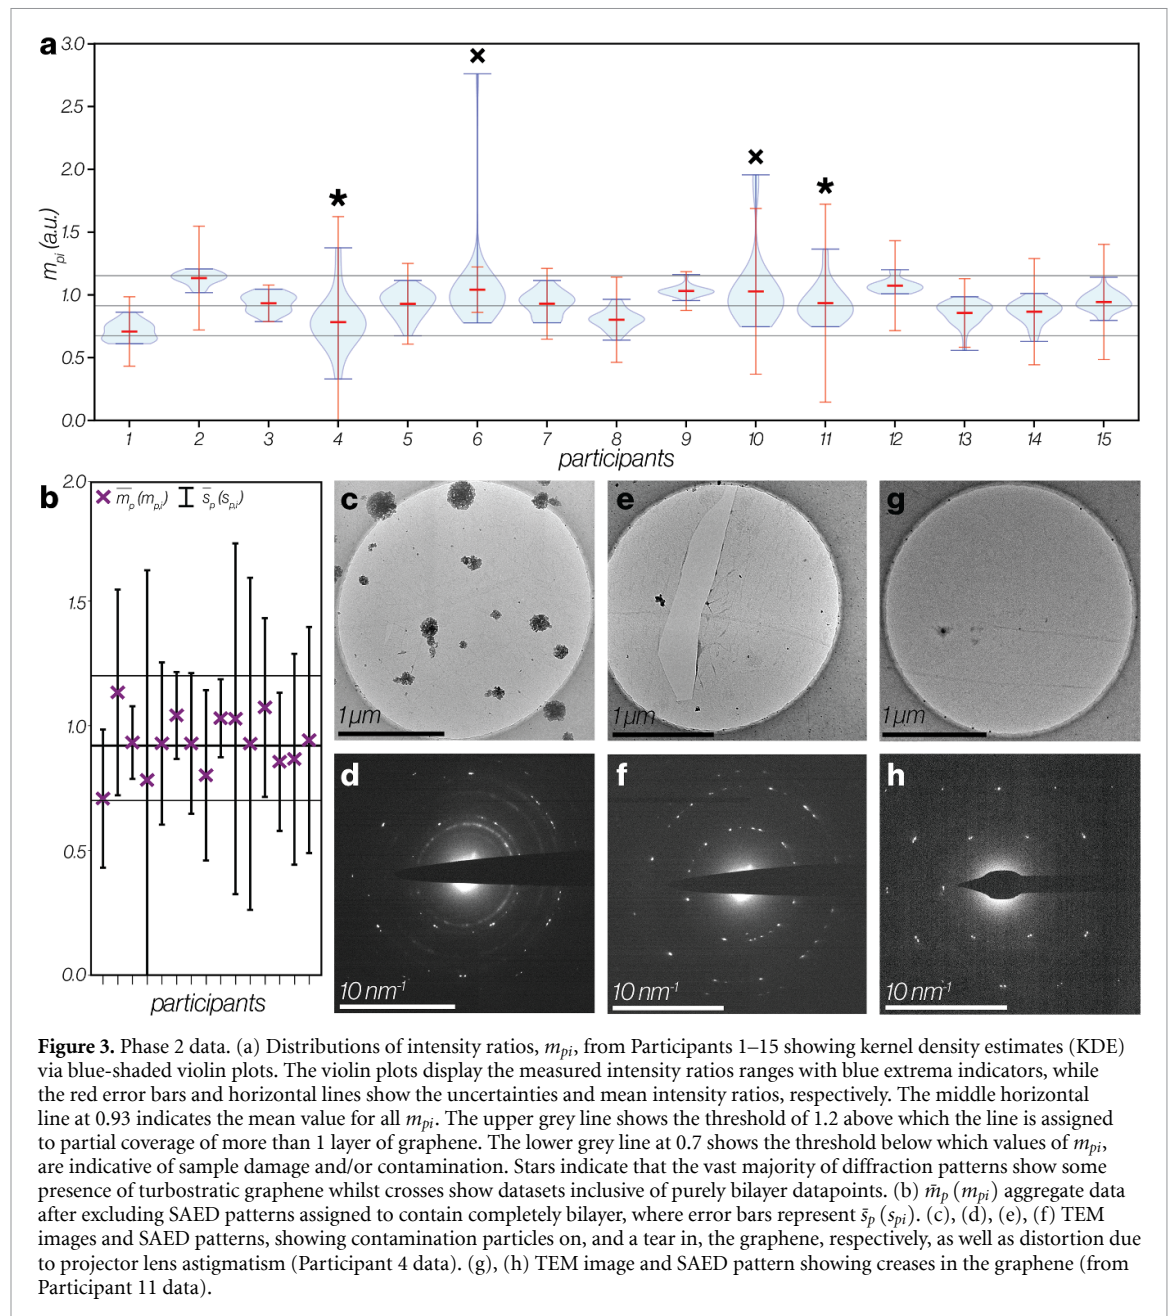 a
3.0
2.5
2.0
1.5
1.0
0.5
0.0
m_pi (a.u.)
× × * *
1 2 3 4 5 6 7 8 9 10 11 12 13 14 15
participants
b
2.0
1.5
1.0
0.5
0.0
m̅_p (m_pi) s̅_p (s_pi)
participants
c
1 µm
e
1 µm
g
1 µm
d
10 nm⁻¹
f
10 nm⁻¹
h
10 nm⁻¹
Figure 3. Phase 2 data. (a) Distributions of intensity ratios, m_pi, from Participants 1–15 showing kernel density estimates (KDE)
via blue-shaded violin plots. The violin plots display the measured intensity ratios ranges with blue extrema indicators, while
the red error bars and horizontal lines show the uncertainties and mean intensity ratios, respectively. The middle horizontal
line at 0.93 indicates the mean value for all m_pi. The upper grey line shows the threshold of 1.2 above which the line is assigned
to partial coverage of more than 1 layer of graphene. The lower grey line at 0.7 shows the threshold below which values of m_pi,
are indicative of sample damage and/or contamination. Stars indicate that the vast majority of diffraction patterns show some
presence of turbostratic graphene whilst crosses show datasets inclusive of purely bilayer datapoints. (b) m̄_p (m_pi) aggregate data
after excluding SAED patterns assigned to contain completely bilayer, where error bars represent s̄_p (s_pi). (c), (d), (e), (f) TEM
images and SAED patterns, showing contamination particles on, and a tear in, the graphene, respectively, as well as distortion due
to projector lens astigmatism (Participant 4 data). (g), (h) TEM image and SAED pattern showing creases in the graphene (from
Participant 11 data).